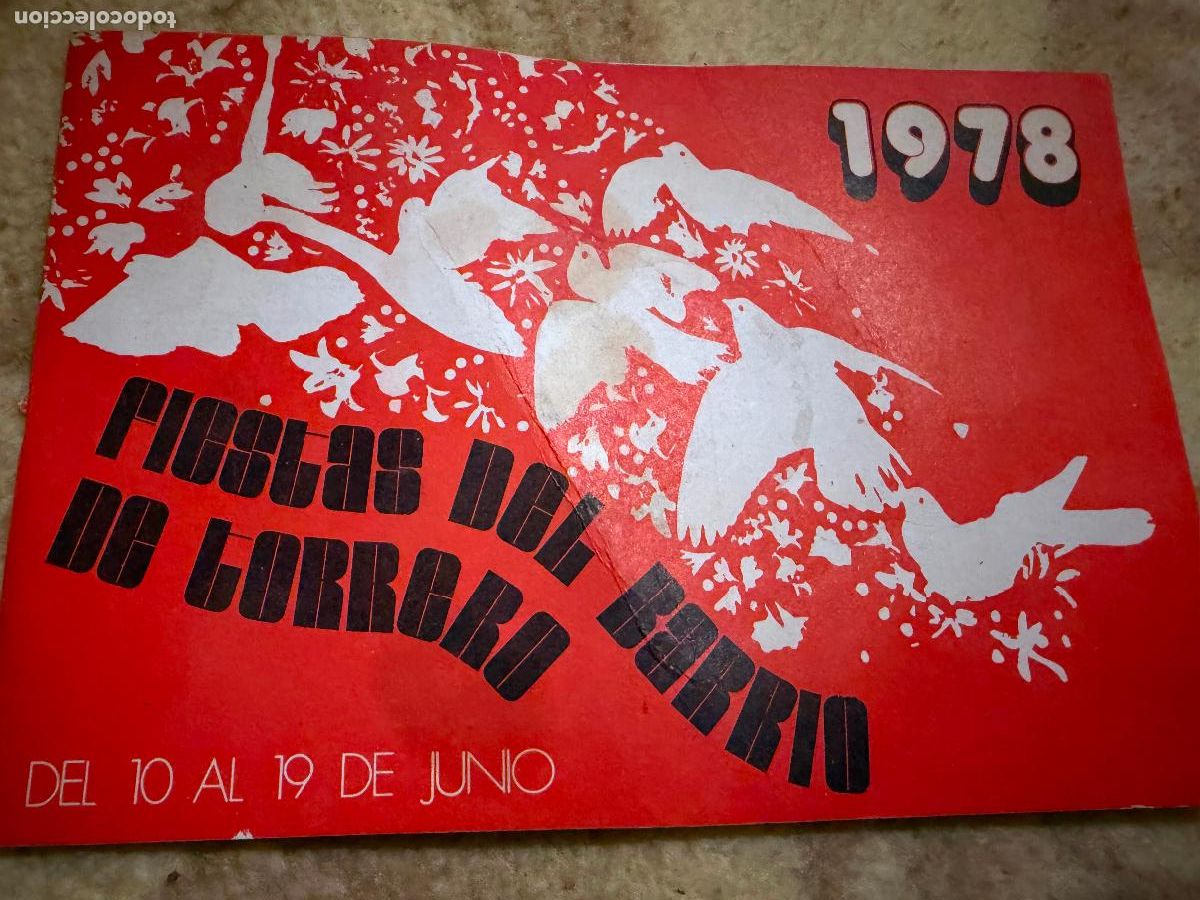 todocoleccion
1978
FIESTAS DEL BARRIO
DE TORRERO
DEL 10 AL 19 DE JUNIO